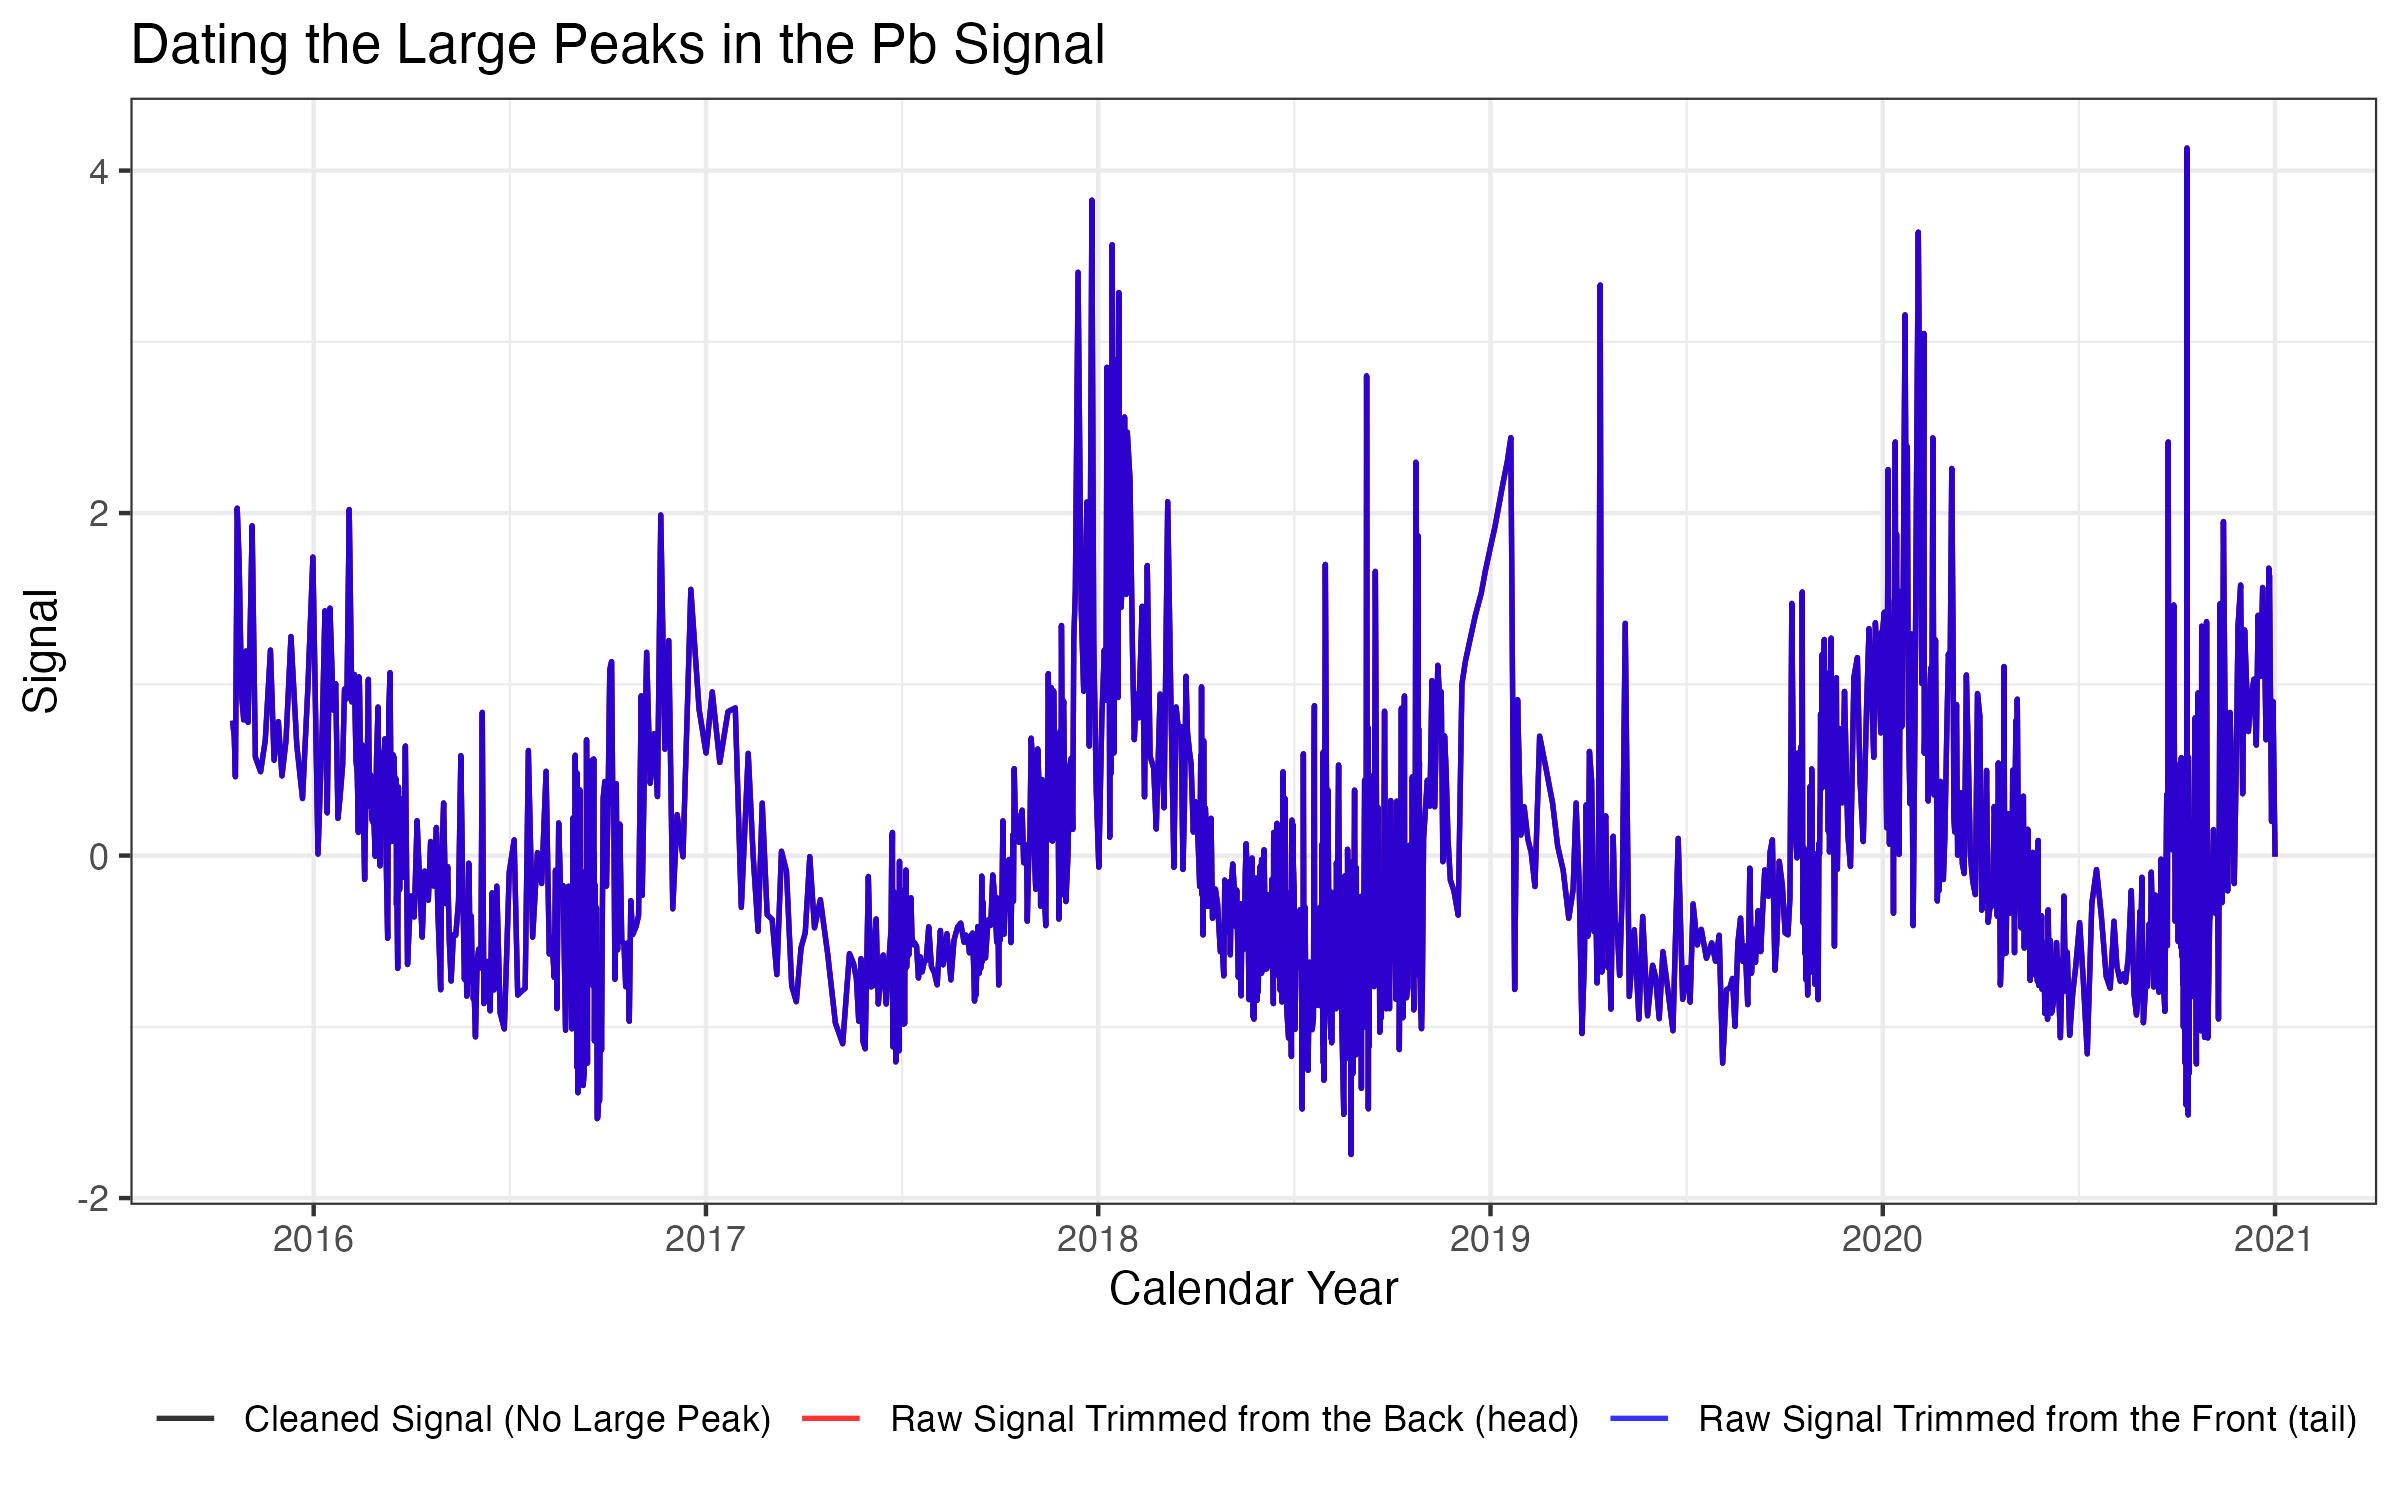 Dating the Large Peaks in the Pb Signal
Signal
4
2
0
-2
2016 2017 2018 2019 2020 2021
Calendar Year
Cleaned Signal (No Large Peak) Raw Signal Trimmed from the Back (head) Raw Signal Trimmed from the Front (tail)